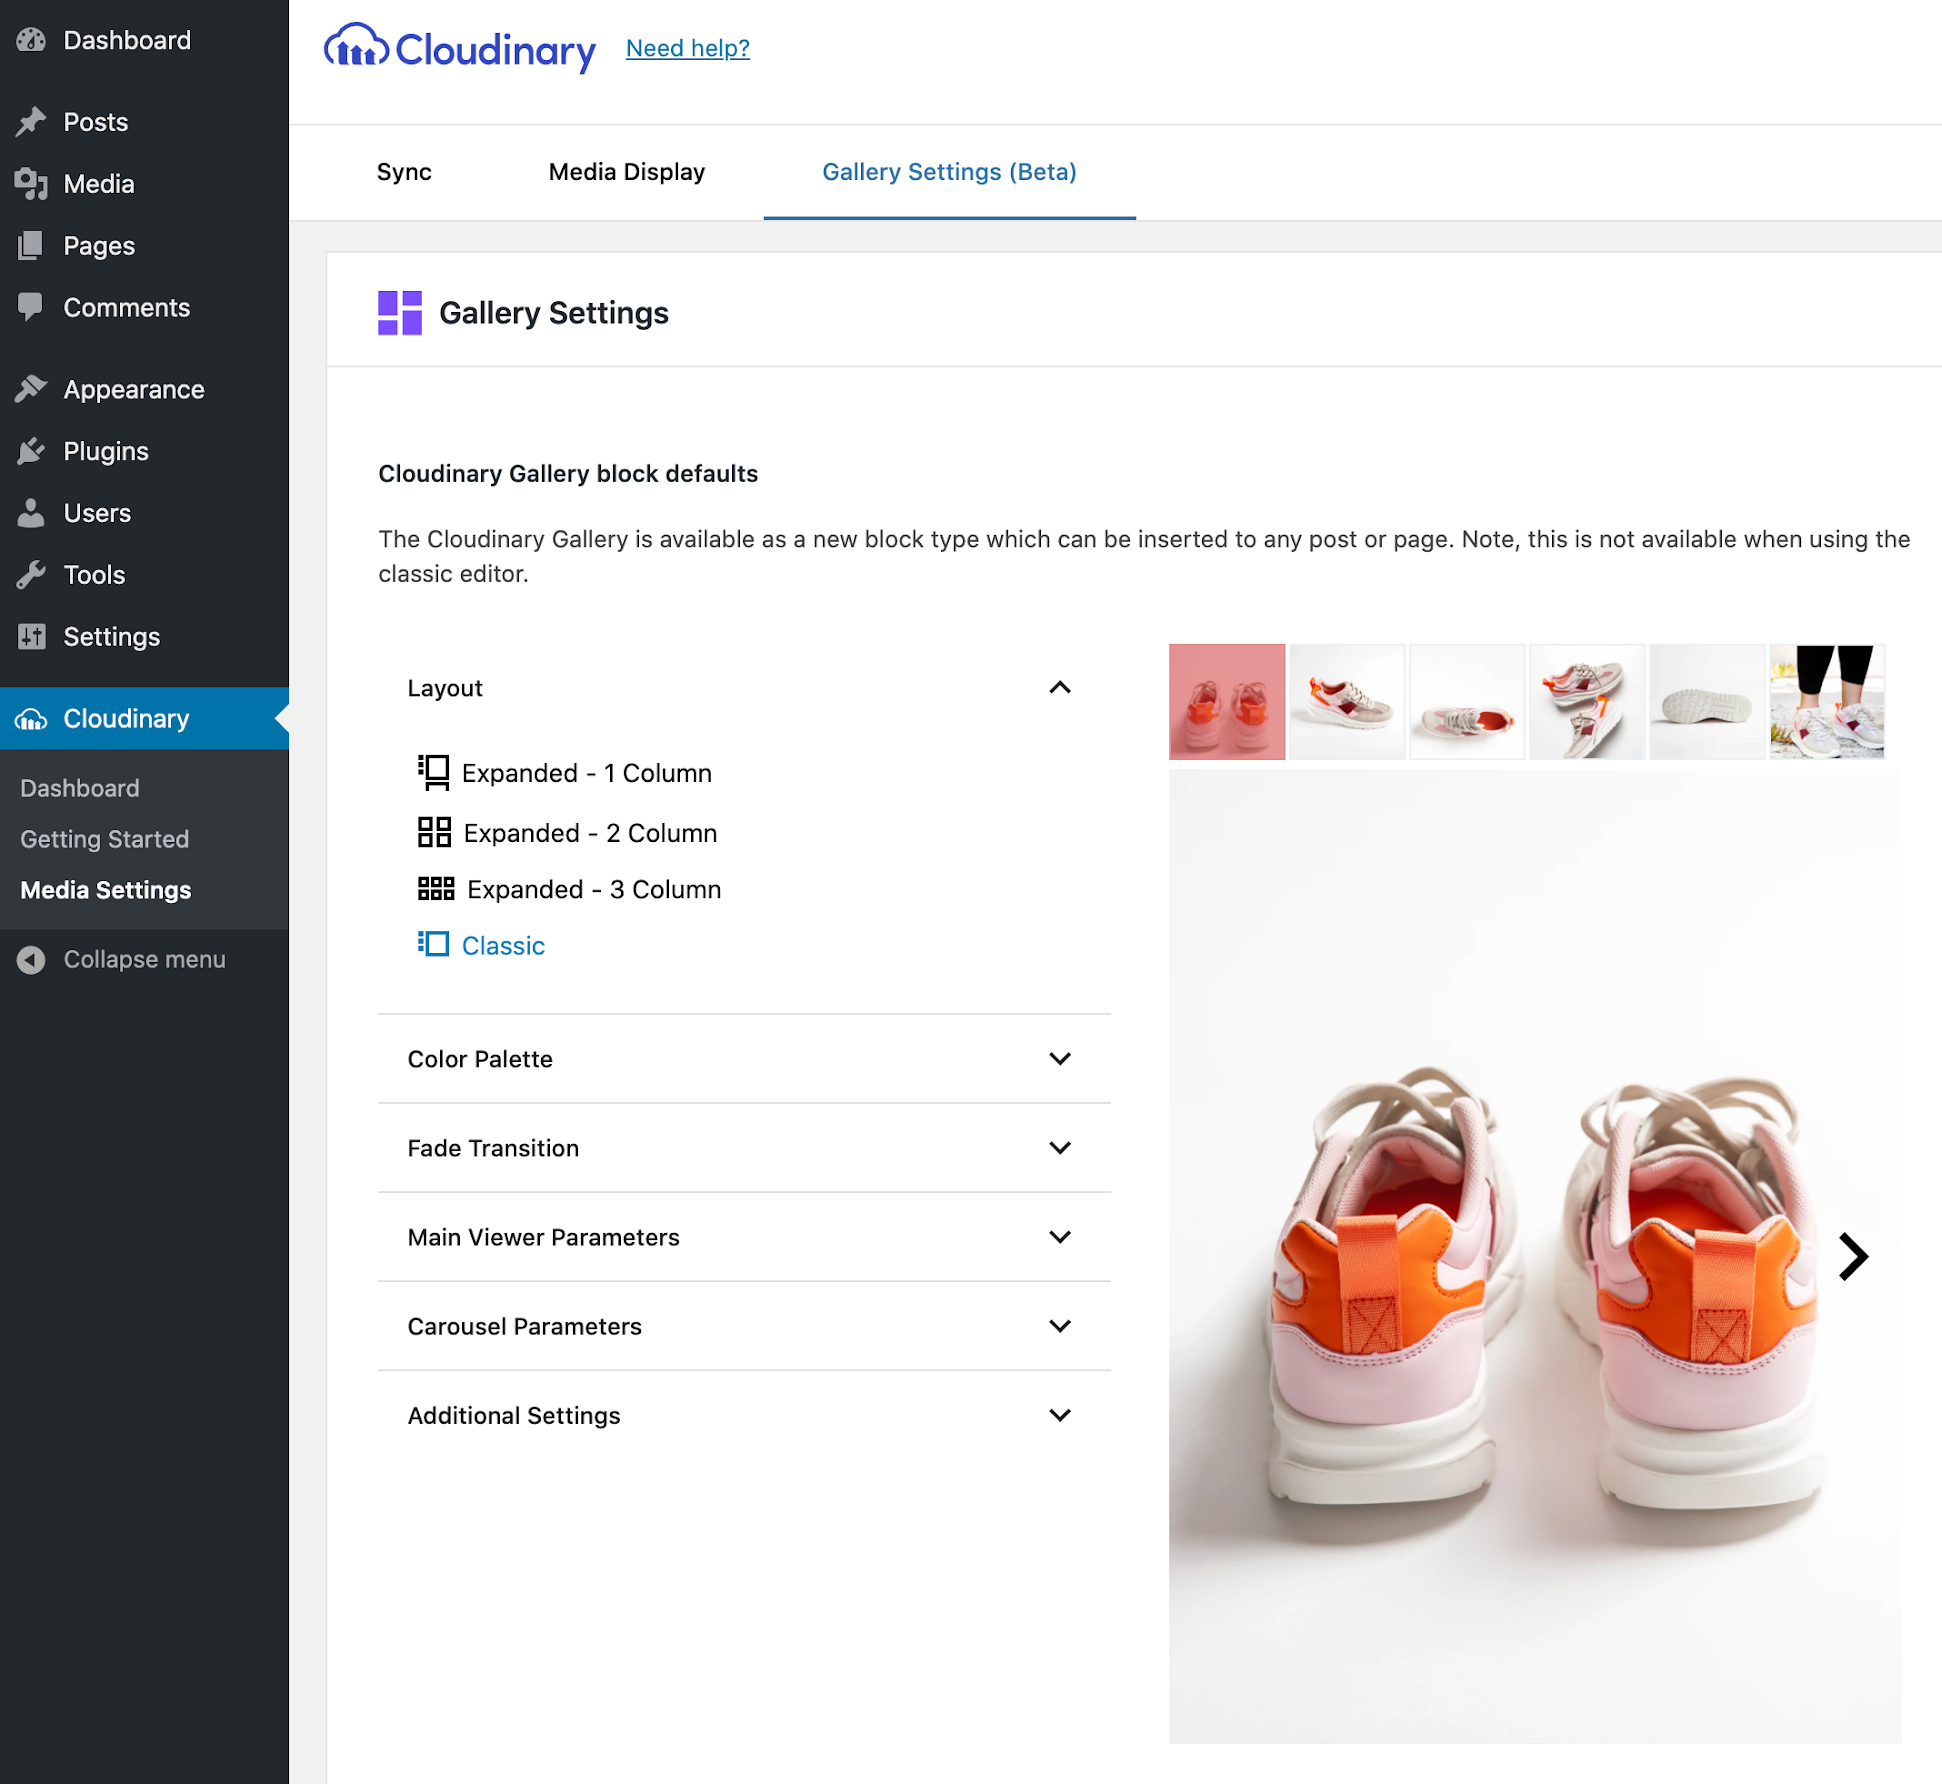 Dashboard
Posts
Media
Pages
Comments
Appearance
Plugins
Users
Tools
Settings
Cloudinary
Dashboard
Getting Started
Media Settings
Collapse menu
Cloudinary
Need help?
Sync
Media Display
Gallery Settings (Beta)
Gallery Settings
Cloudinary Gallery block defaults
The Cloudinary Gallery is available as a new block type which can be inserted to any post or page. Note, this is not available when using the
classic editor.
Layout
Expanded - 1 Column
Expanded - 2 Column
Expanded - 3 Column
Classic
Color Palette
Fade Transition
Main Viewer Parameters
Carousel Parameters
Additional Settings